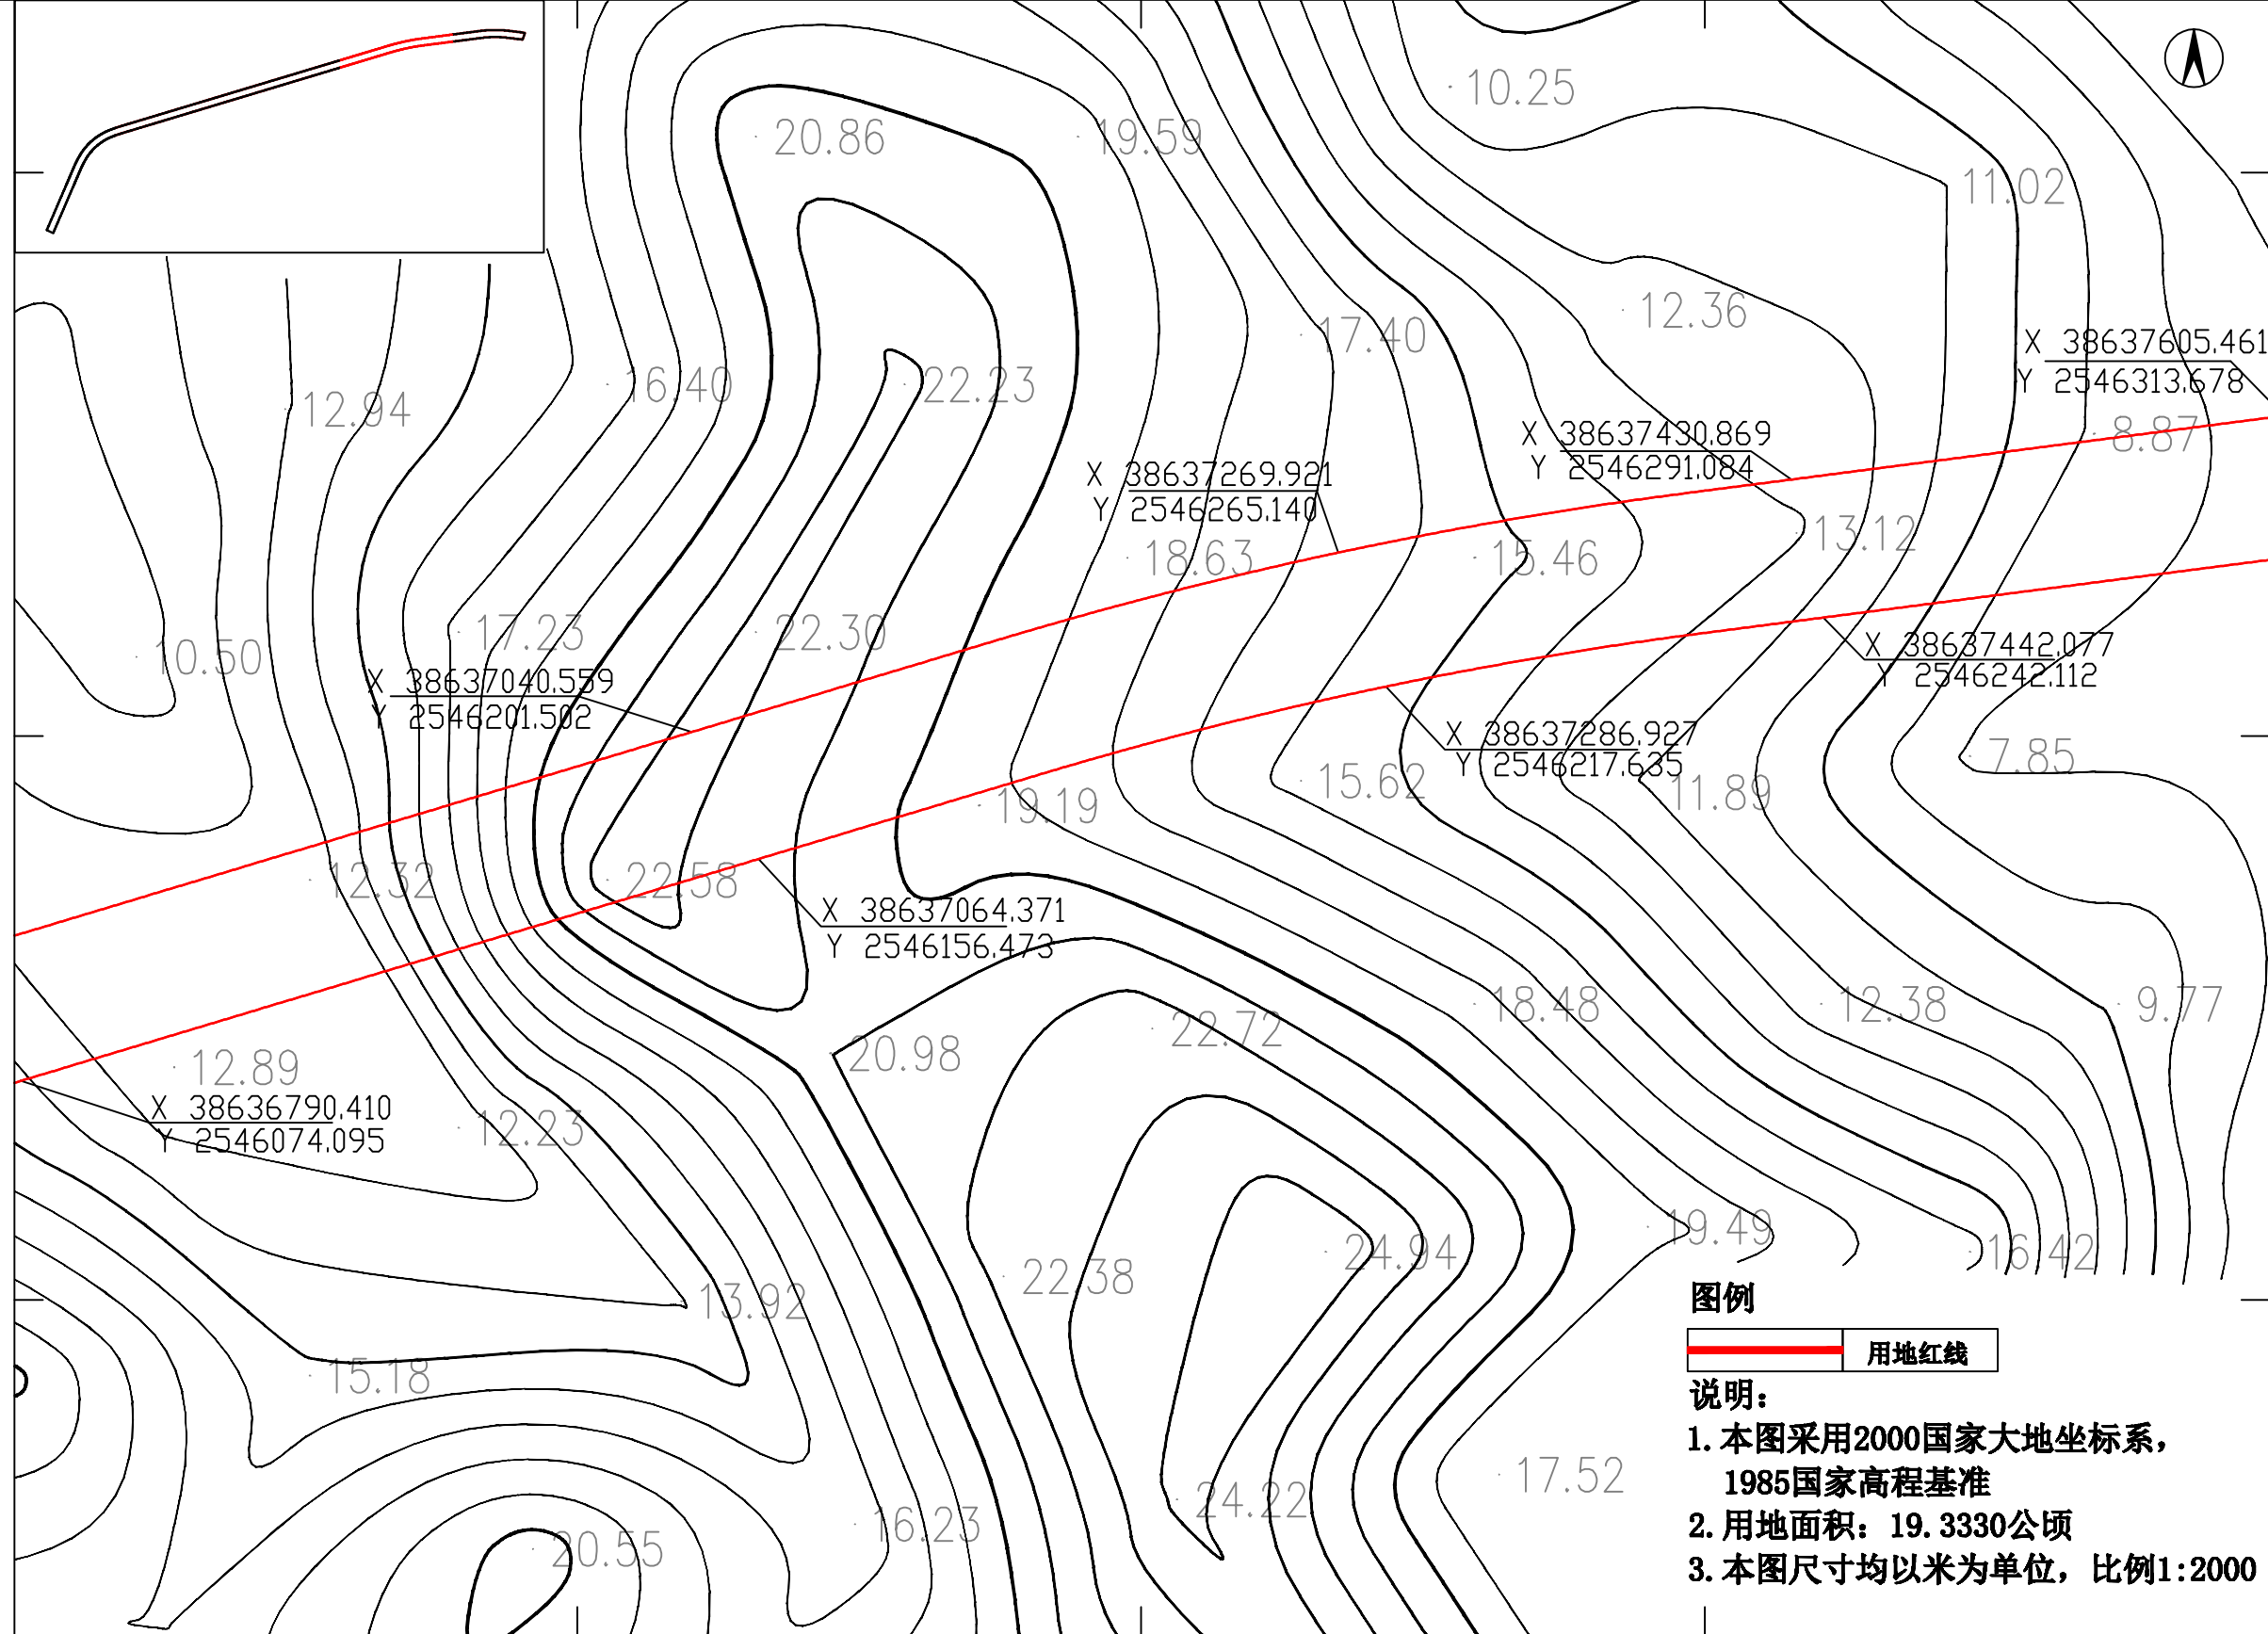 10.25
20.86
19.59
11.02
12.36
17.40
X 38637605.461
Y 2546313.678
16.40
22.23
12.94
8.87
X 38637430.869
Y 2546291.084
X 38637269.921
Y 2546265.140
13.12
18.63
15.46
17.23
22.30
10.50
X 38637442.077
Y 2546242.112
X 38637040.559
Y 2546201.502
X 38637286.927
Y 2546217.635
7.85
15.62
11.89
19.19
12.32
22.58
X 38637064.371
Y 2546156.473
18.48
12.38
9.77
22.72
20.98
12.89
X 38636790.410
Y 2546074.095
12.23
19.49
24.94
16.42
22.38
13.92
图例
用地红线
15.18
说明:
1.本图采用2000国家大地坐标系,
1985国家高程基准
17.52
24.22
16.23
2.用地面积: 19.3330公顷
20.55
3.本图尺寸均以米为单位, 比例1:2000